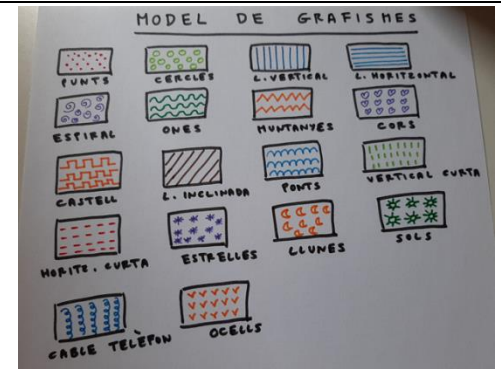 MODEL DE GRAFISMES
PUNTS CERCLES L. VERTICAL L. HORITZONTAL
ESPIRAL ONES MUNTANYES CORS
CASTELL L. INCLINADA PONTS VERTICAL CURTA
HORITZ. CURTA ESTRELLES LLUNES SOLS
CABLE TELÈFON OCELLS